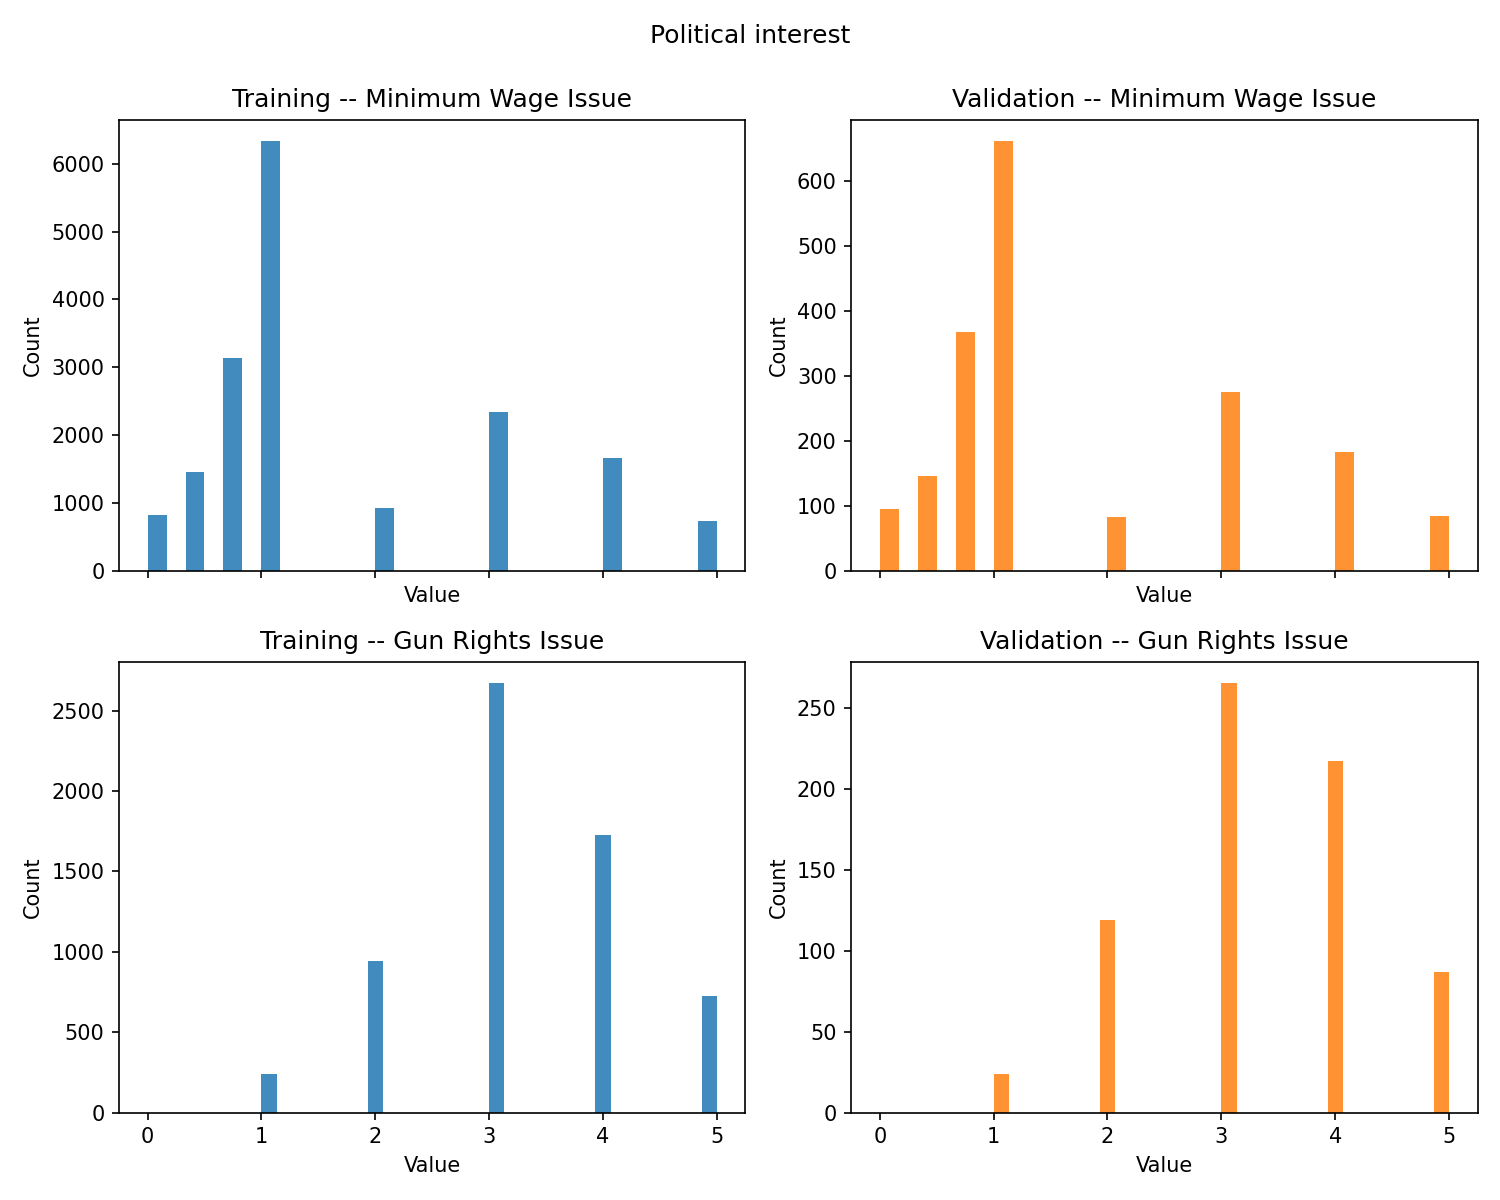 Political interest
Training -- Minimum Wage Issue
6000
5000
4000
3000
2000
1000
0
Count
Value
Validation -- Minimum Wage Issue
600
500
400
300
200
100
0
Count
Value
Training -- Gun Rights Issue
2500
2000
1500
1000
500
0
Count
0 1 2 3 4 5
Value
Validation -- Gun Rights Issue
250
200
150
100
50
0
Count
0 1 2 3 4 5
Value